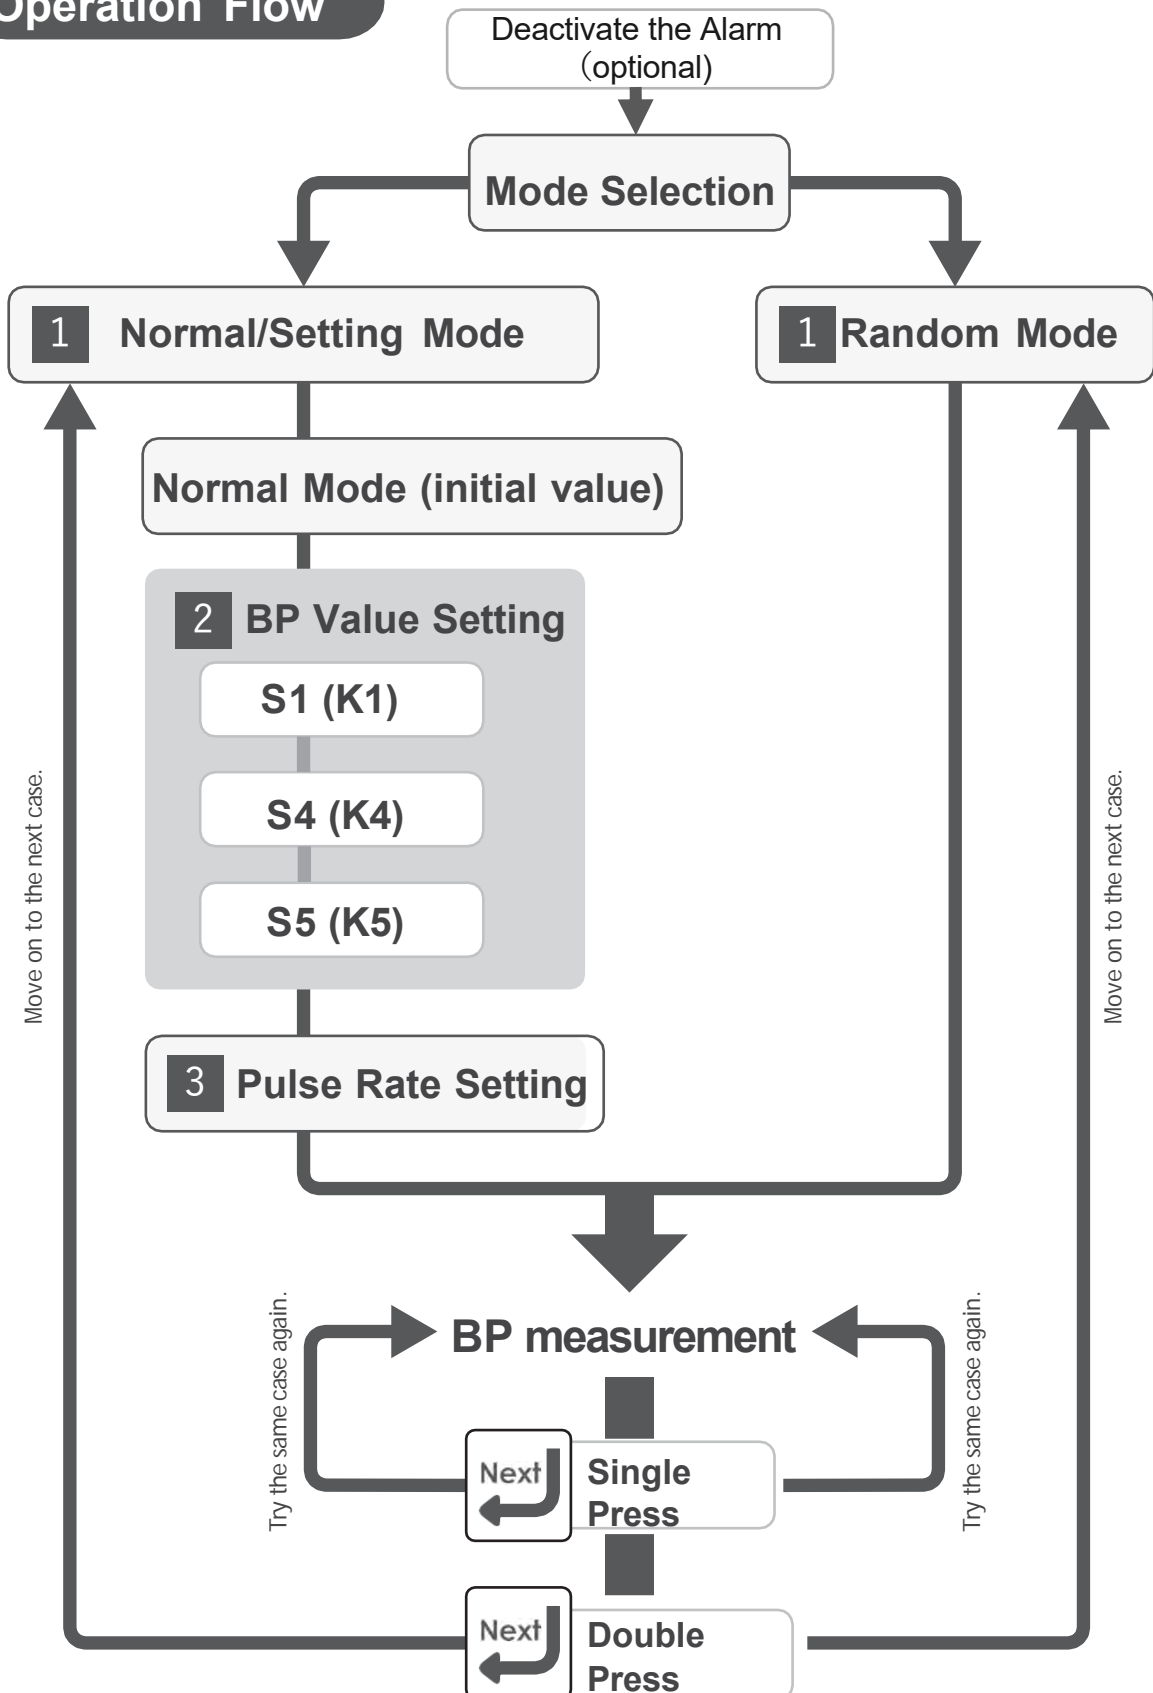 Operation Flow
Deactivate the Alarm
（optional)
Mode Selection
1 Normal/Setting Mode
1 Random Mode
Normal Mode (initial value)
2 BP Value Setting
S1 (K1)
S4 (K4)
S5 (K5)
3 Pulse Rate Setting
Move on to the next case.
Move on to the next case.
BP measurement
Try the same case again.
Try the same case again.
Next
Single
Press
Next
Double
Press